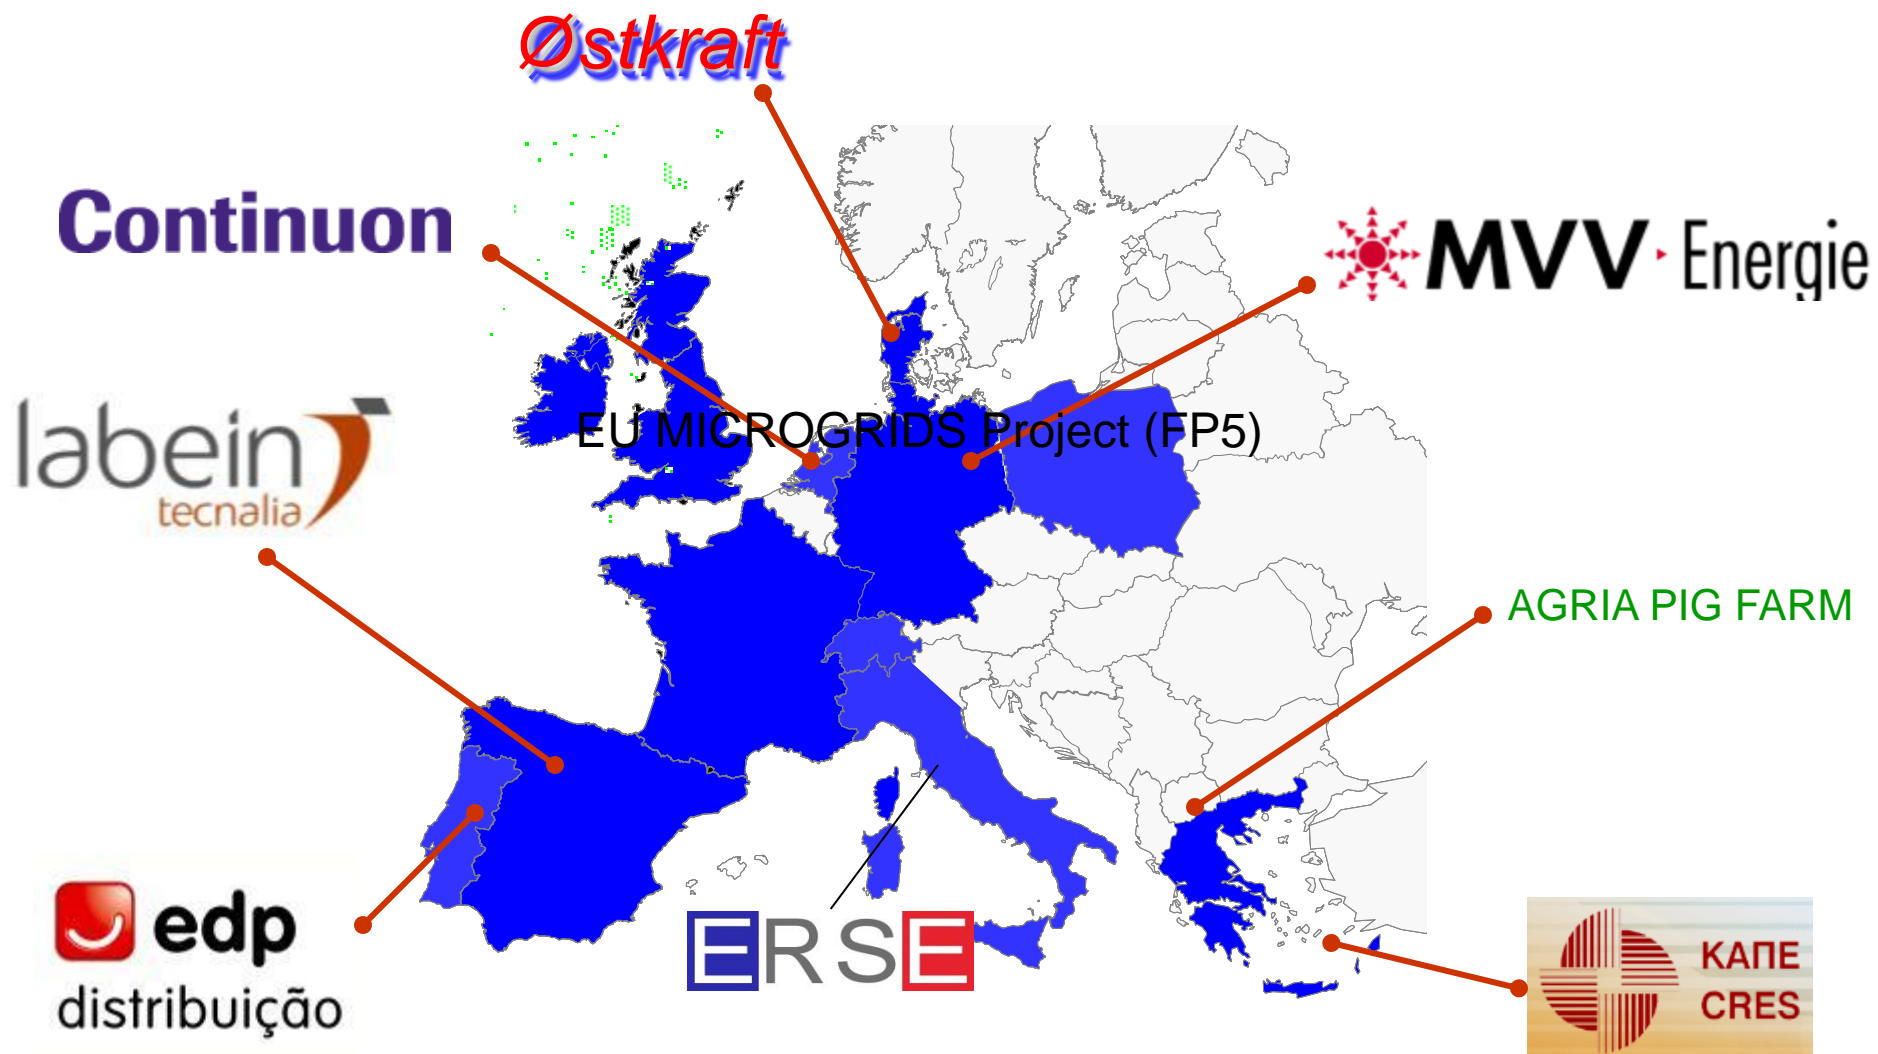 Østkraft
Continuon
MVV Energie
labein
tecnalia
EU MICROGRIDS Project (FP5)
AGRIA PIG FARM
edp
distribuição
ERSE
ΚΑΠΕ
CRES